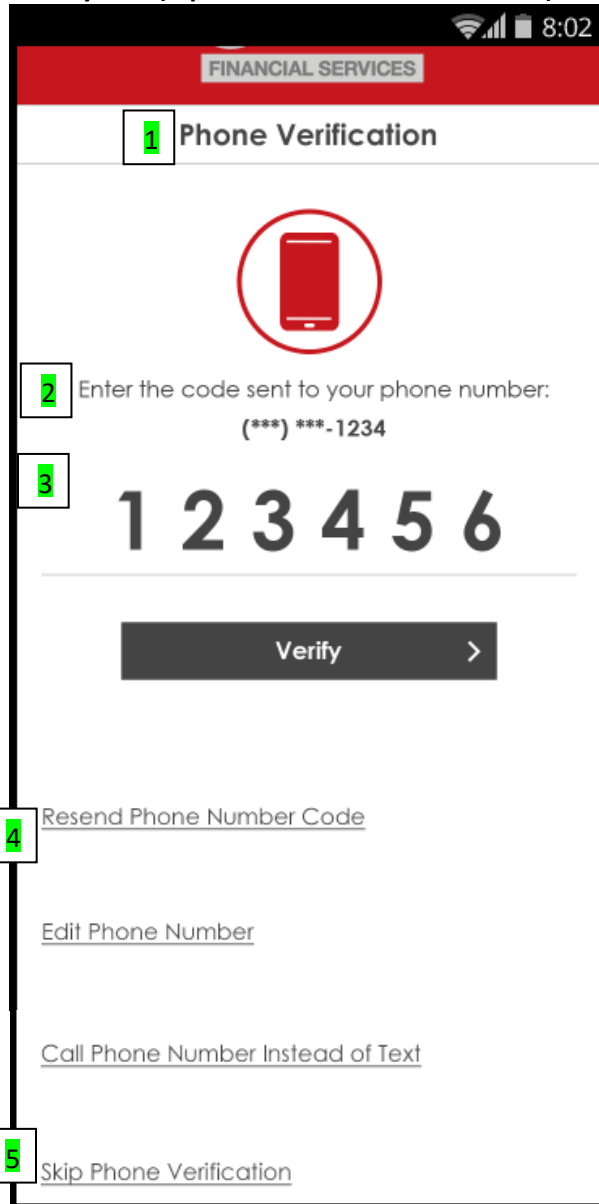 8:02
FINANCIAL SERVICES
1 Phone Verification
2 Enter the code sent to your phone number:
(***) ***-1234
3
1 2 3 4 5 6
Verify >
Resend Phone Number Code
4
Edit Phone Number
Call Phone Number Instead of Text
5
Skip Phone Verification